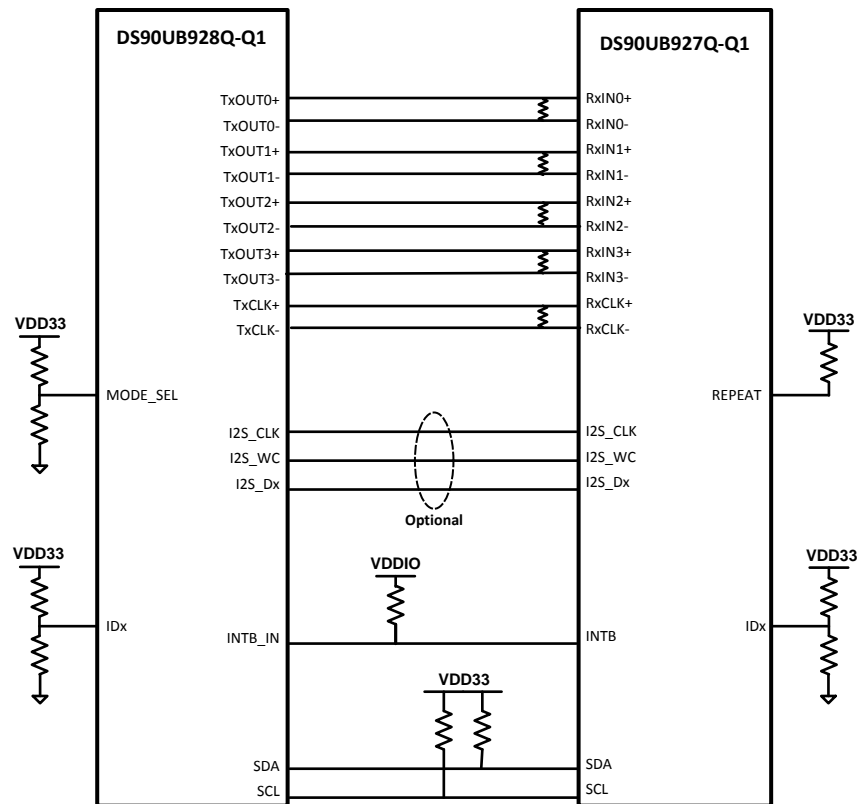 DS90UB928Q-Q1
DS90UB927Q-Q1
TxOUT0+
RxIN0+
TxOUT0-
RxIN0-
TxOUT1+
RxIN1+
TxOUT1-
RxIN1-
TxOUT2+
RxIN2+
TxOUT2-
RxIN2-
TxOUT3+
RxIN3+
TxOUT3-
RxIN3-
TxCLK+
RxCLK+
TxCLK-
RxCLK-
VDD33
VDD33
MODE_SEL
REPEAT
I2S_CLK
I2S_CLK
I2S_WC
I2S_WC
I2S_Dx
I2S_Dx
Optional
VDD33
VDDIO
VDD33
IDx
IDx
INTB_IN
INTB
VDD33
SDA
SDA
SCL
SCL